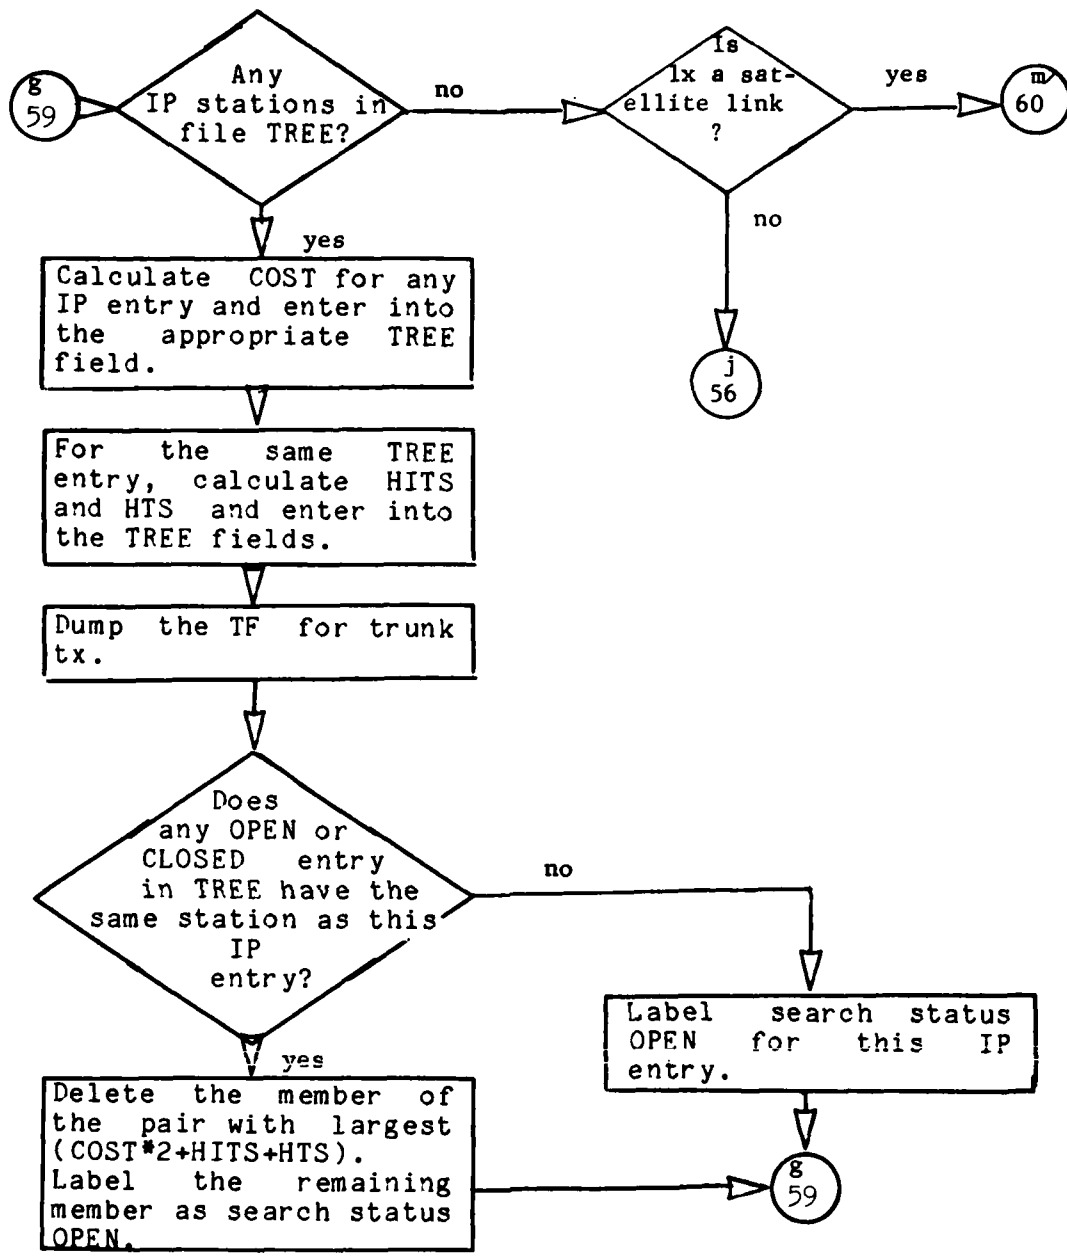 g
59
Any
IP stations in
file TREE?
no
Is
lx a sat-
ellite link
?
yes
m
60
no
j
56
yes
Calculate COST for any
IP entry and enter into
the appropriate TREE
field.
For the same TREE
entry, calculate HITS
and HTS and enter into
the TREE fields.
Dump the TF for trunk
tx.
Does
any OPEN or
CLOSED entry
in TREE have the
same station as this
IP
entry?
no
Label search status
OPEN for this IP
entry.
yes
Delete the member of
the pair with largest
(COST*2+HITS+HTS).
Label the remaining
member as search status
OPEN.
g
59